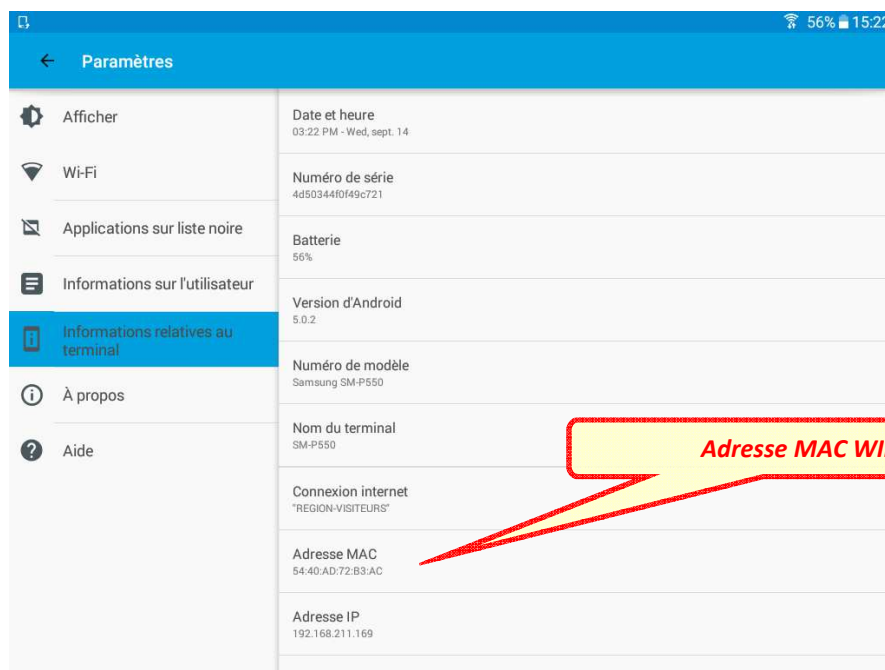 56% 15:22
Paramètres
Afficher
Wi-Fi
Applications sur liste noire
Informations sur l'utilisateur
Informations relatives au
terminal
À propos
Aide
Date et heure
03:22 PM - Wed, sept. 14
Numéro de série
4d50344f0f49c721
Batterie
56%
Version d'Android
5.0.2
Numéro de modèle
Samsung SM-P550
Nom du terminal
SM-P550
Adresse MAC
Connexion internet
"REGION-VISITEURS"
Adresse MAC
54:40:AD:72:B3:AC
Adresse IP
192.168.211.169